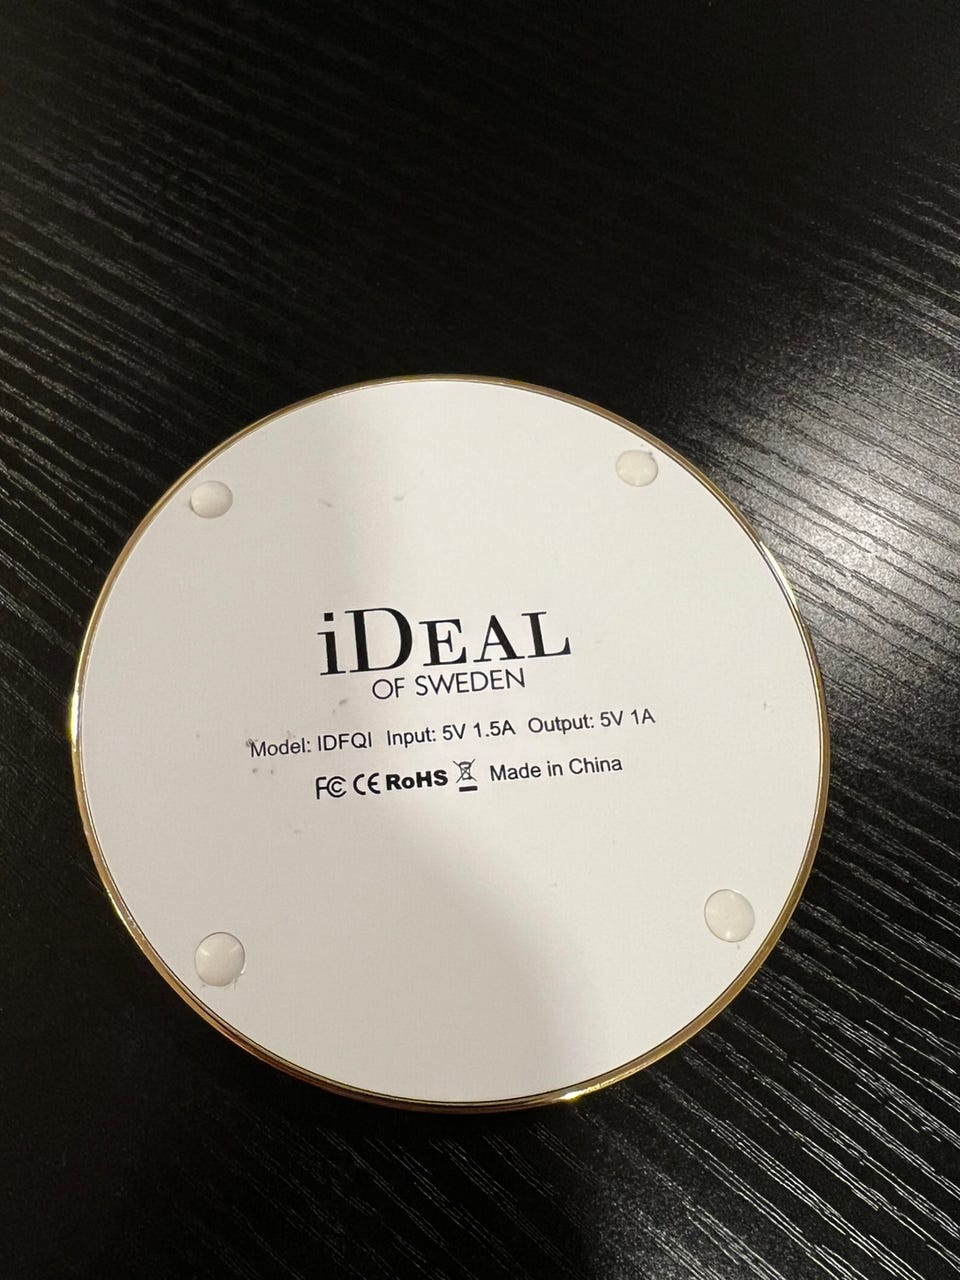 iDEAL
OF SWEDEN
Model: IDFQI Input: 5V 1.5A Output: 5V 1A
FC CE RoHS Made in China